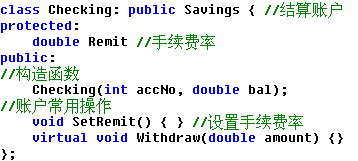 class Checking: public Savings { //结算账户
protected:
double Remit //手续费率
public:
//构造函数
Checking(int accNo, double bal);
//账户常用操作
void SetRemit() { } //设置手续费率
virtual void Withdraw(double amount) {}
};